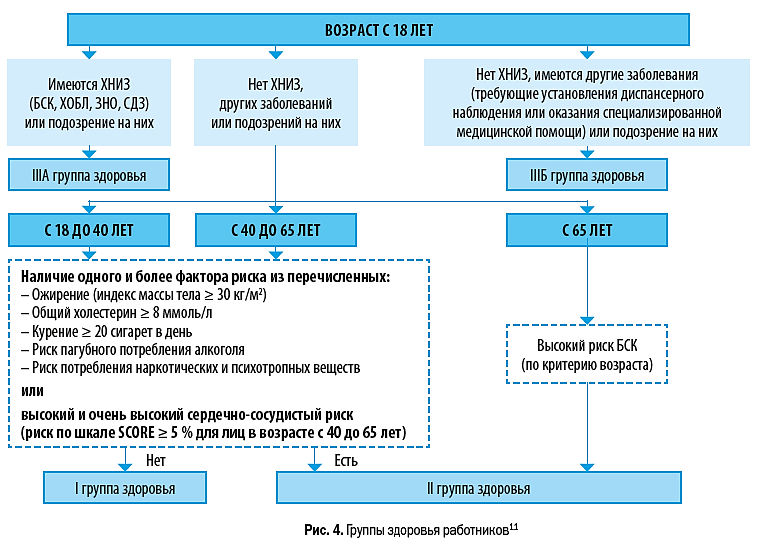 ВОЗРАСТ С 18 ЛЕТ
Имеются ХНИЗ
(БСК, ХОБЛ, ЗНО, СДЗ)
или подозрение на них
Нет ХНИЗ,
других заболеваний
или подозрений на них
Нет ХНИЗ, имеются другие заболевания
(требующие установления диспансерного
наблюдения или оказания специализированной
медицинской помощи) или подозрение на них
IIIА группа здоровья
IIIБ группа здоровья
С 18 ДО 40 ЛЕТ
С 40 ДО 65 ЛЕТ
С 65 ЛЕТ
Наличие одного и более фактора риска из перечисленных:
– Ожирение (индекс массы тела ≥ 30 кг/м²)
– Общий холестерин ≥ 8 ммоль/л
– Курение ≥ 20 сигарет в день
– Риск пагубного потребления алкоголя
– Риск потребления наркотических и психотропных веществ
или
высокий и очень высокий сердечно-сосудистый риск
(риск по шкале SCORE ≥ 5 % для лиц в возрасте с 40 до 65 лет)
Высокий риск БСК
(по критерию возраста)
Нет
Есть
I группа здоровья
II группа здоровья
Рис. 4. Группы здоровья работников¹¹